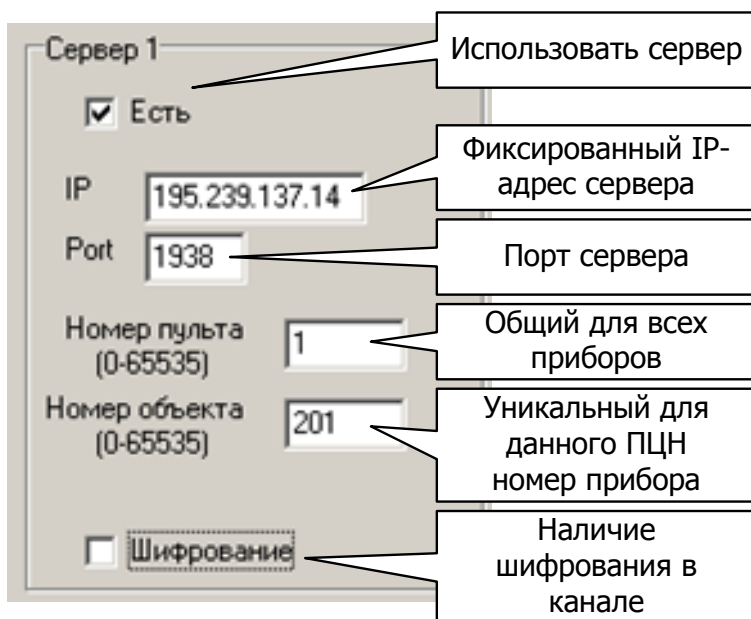 Сервер 1
Использовать сервер
Есть
Фиксированный IP-
адрес сервера
IP
195.239.137.14
Port
1938
Порт сервера
Номер пульта
(0-65535)
1
Общий для всех
приборов
Номер объекта
(0-65535)
201
Уникальный для
данного ПЦН
номер прибора
Шифрование
Наличие
шифрования в
канале